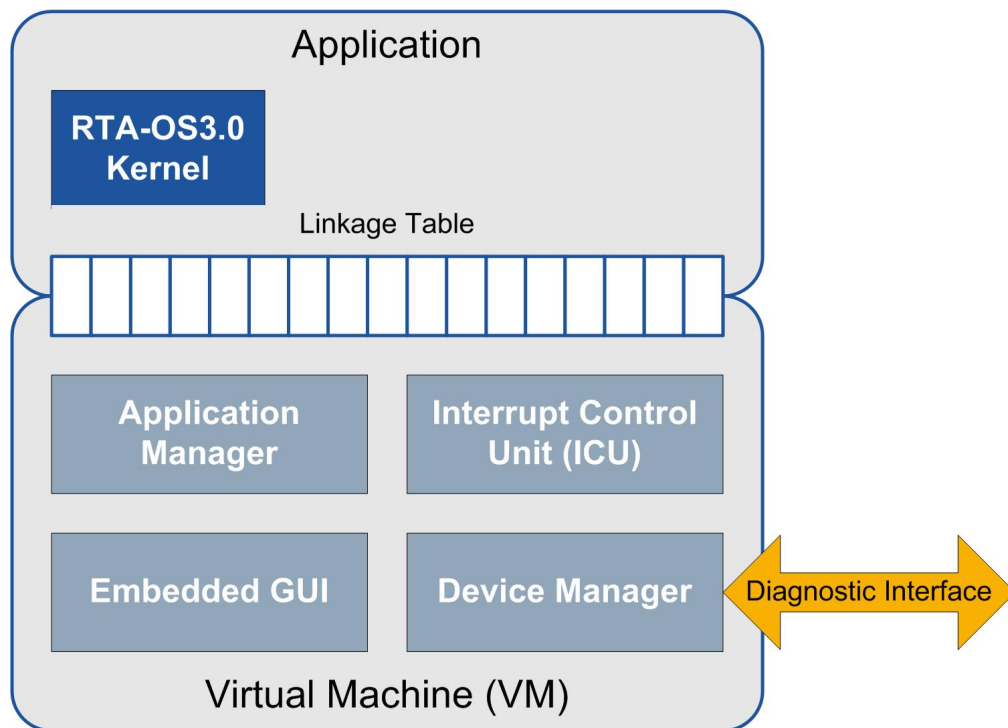 Application
RTA-OS3.0
Kernel
Linkage Table
Application
Manager
Interrupt Control
Unit (ICU)
Embedded GUI
Device Manager
Diagnostic Interface
Virtual Machine (VM)